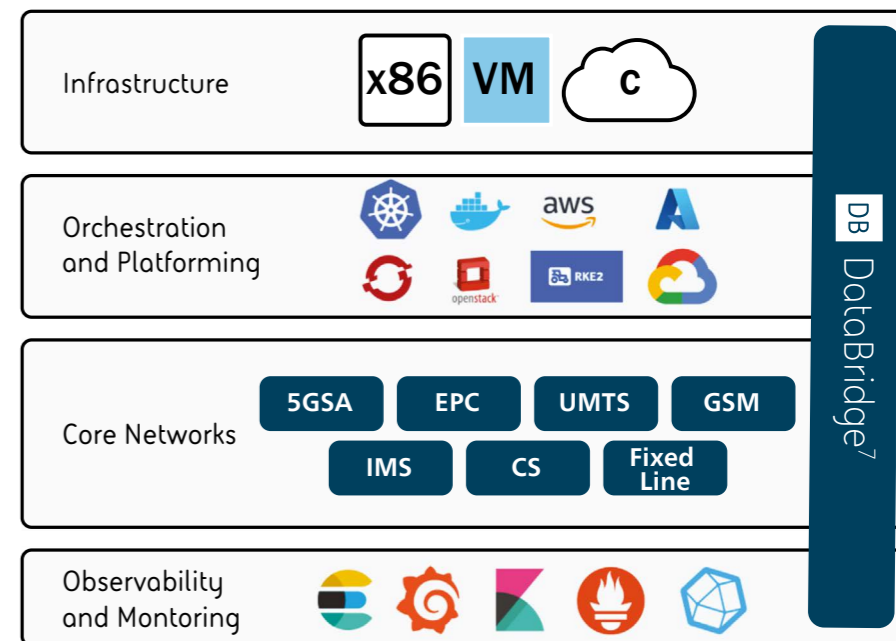 Infrastructure
x86
VM
c
Orchestration
and Platforming
aws
openstack
RKE2
Core Networks
5GSA
EPC
UMTS
GSM
IMS
CS
Fixed
Line
Observability
and Montoring
DB DataBridge⁷